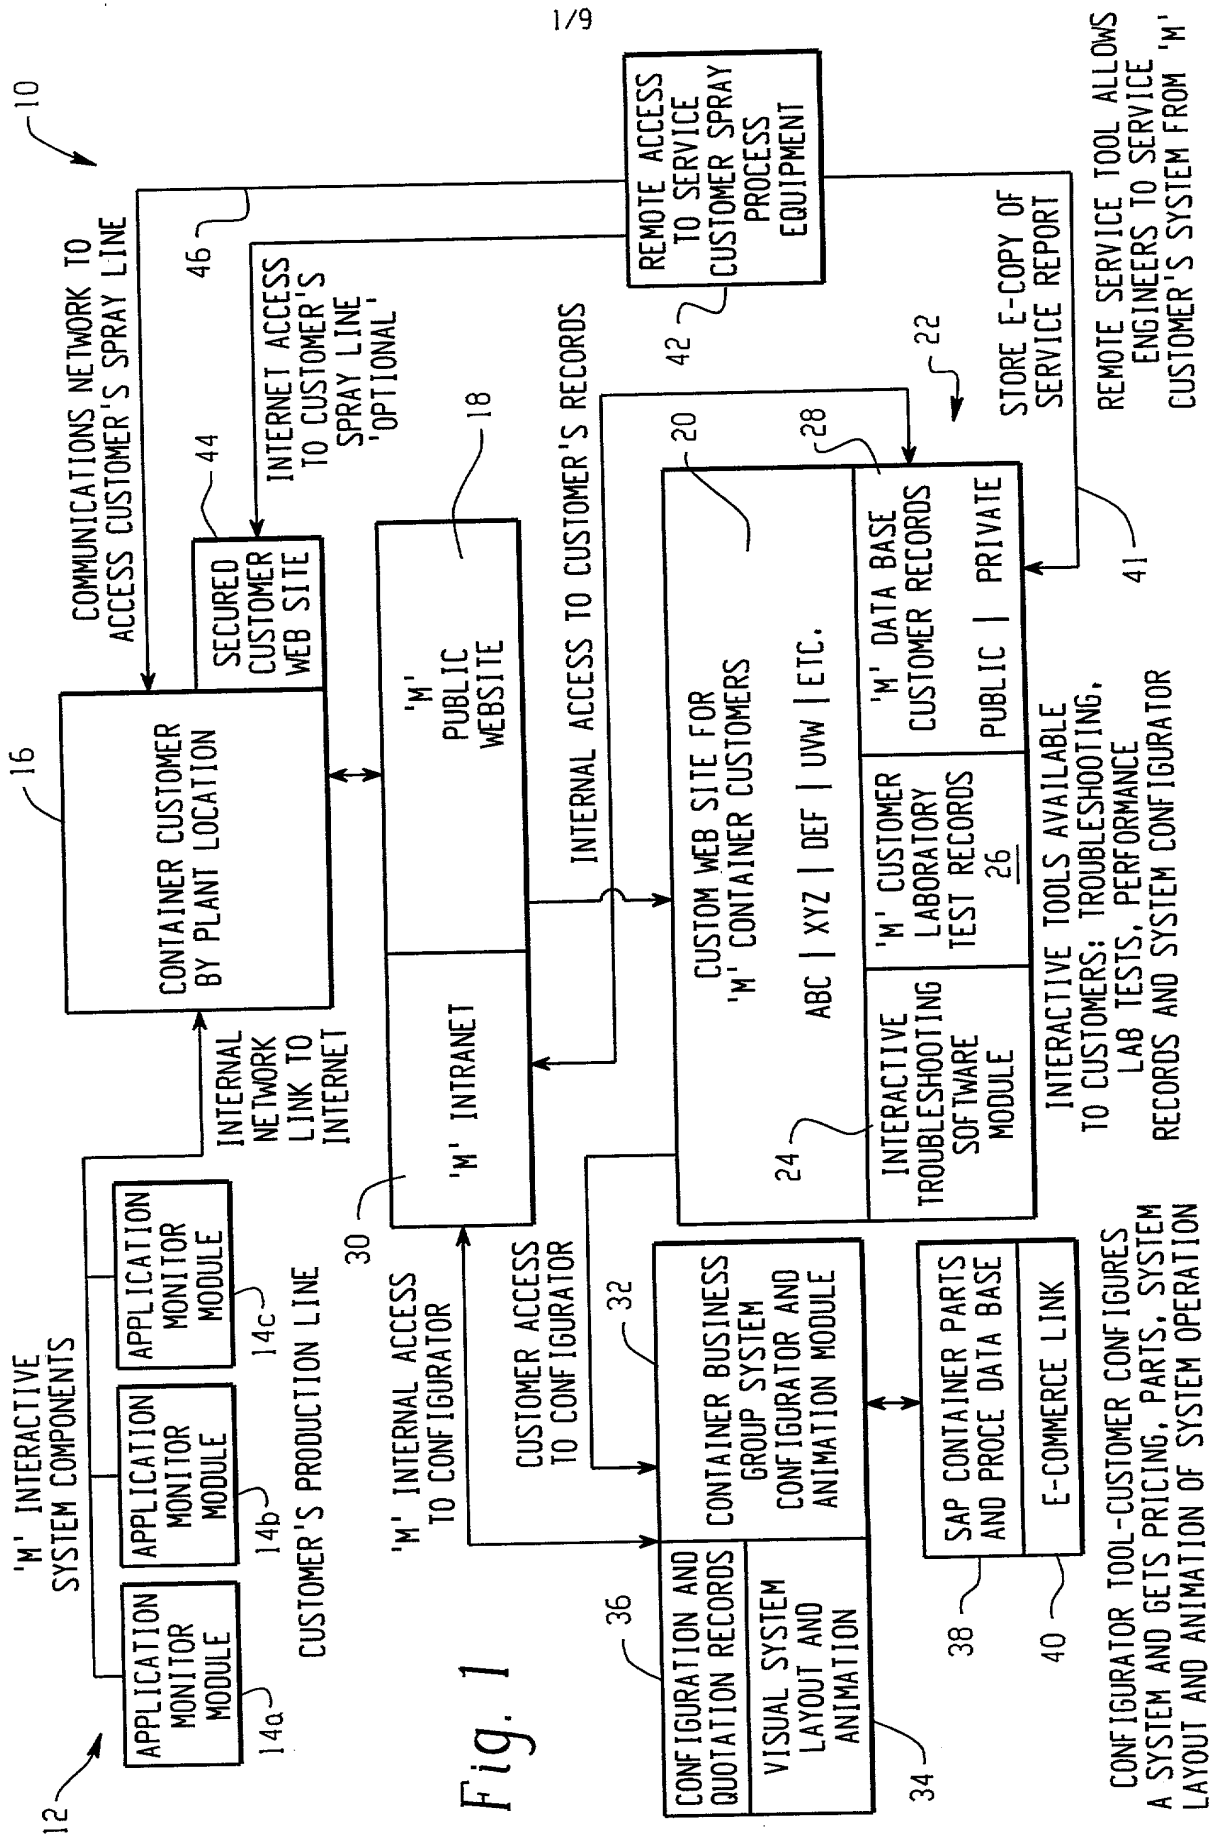 1/9
10
12
'M' INTERACTIVE
SYSTEM COMPONENTS
APPLICATION
MONITOR
MODULE
14a
APPLICATION
MONITOR
MODULE
14b
APPLICATION
MONITOR
MODULE
14c
CUSTOMER'S PRODUCTION LINE
INTERNAL
NETWORK
LINK TO
INTERNET
16
CONTAINER CUSTOMER
BY PLANT LOCATION
44
SECURED
CUSTOMER
WEB SITE
COMMUNICATIONS NETWORK TO
ACCESS CUSTOMER'S SPRAY LINE
46
INTERNET ACCESS
TO CUSTOMER'S
SPRAY LINE
'OPTIONAL'
30
'M' INTRANET
'M'
PUBLIC
WEBSITE
18
42
REMOTE ACCESS
TO SERVICE
CUSTOMER SPRAY
PROCESS
EQUIPMENT
'M' INTERNAL ACCESS
TO CONFIGURATOR
CUSTOMER ACCESS
TO CONFIGURATOR
INTERNAL ACCESS TO CUSTOMER'S RECORDS
Fig. 1
36
CONFIGURATION AND
QUOTATION RECORDS
VISUAL SYSTEM
LAYOUT AND
ANIMATION
34
32
CONTAINER BUSINESS
GROUP SYSTEM
CONFIGURATOR AND
ANIMATION MODULE
20
CUSTOM WEB SITE FOR
'M' CONTAINER CUSTOMERS
ABC | XYZ | DEF | UVW | ETC.
24
INTERACTIVE
TROUBLESHOOTING
SOFTWARE
MODULE
'M' CUSTOMER
LABORATORY
TEST RECORDS
26
28
'M' DATA BASE
CUSTOMER RECORDS
PUBLIC | PRIVATE
22
STORE E-COPY OF
SERVICE REPORT
41
38
SAP CONTAINER PARTS
AND PROCE DATA BASE
40
E-COMMERCE LINK
CONFIGURATOR TOOL-CUSTOMER CONFIGURES
A SYSTEM AND GETS PRICING, PARTS, SYSTEM
LAYOUT AND ANIMATION OF SYSTEM OPERATION
INTERACTIVE TOOLS AVAILABLE
TO CUSTOMERS: TROUBLESHOOTING,
LAB TESTS, PERFORMANCE
RECORDS AND SYSTEM CONFIGURATOR
REMOTE SERVICE TOOL ALLOWS
ENGINEERS TO SERVICE
CUSTOMER'S SYSTEM FROM 'M'